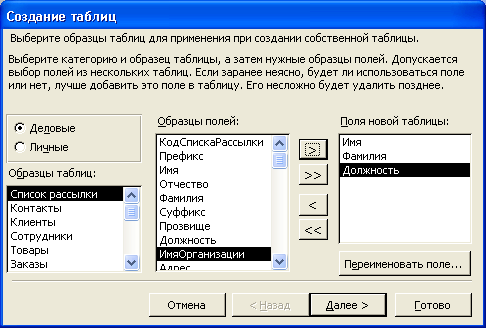 Создание таблиц
Выберите образцы таблиц для применения при создании собственной таблицы.
Выберите категорию и образец таблицы, а затем нужные образцы полей. Допускается
выбор полей из нескольких таблиц. Если заранее неясно, будет ли использоваться поле
или нет, лучше добавить это поле в таблицу. Его несложно будет удалить позднее.
Деловые
Личные
Образцы таблиц:
Список рассылки
Контакты
Клиенты
Сотрудники
Товары
Заказы
Образцы полей:
КодСпискаРассылки
Префикс
Имя
Отчество
Фамилия
Суффикс
Прозвище
Должность
ИмяОрганизации
Адрес
>
>>
<
<<
Поля новой таблицы:
Имя
Фамилия
Должность
Переименовать поле...
Отмена
< Назад
Далее >
Готово